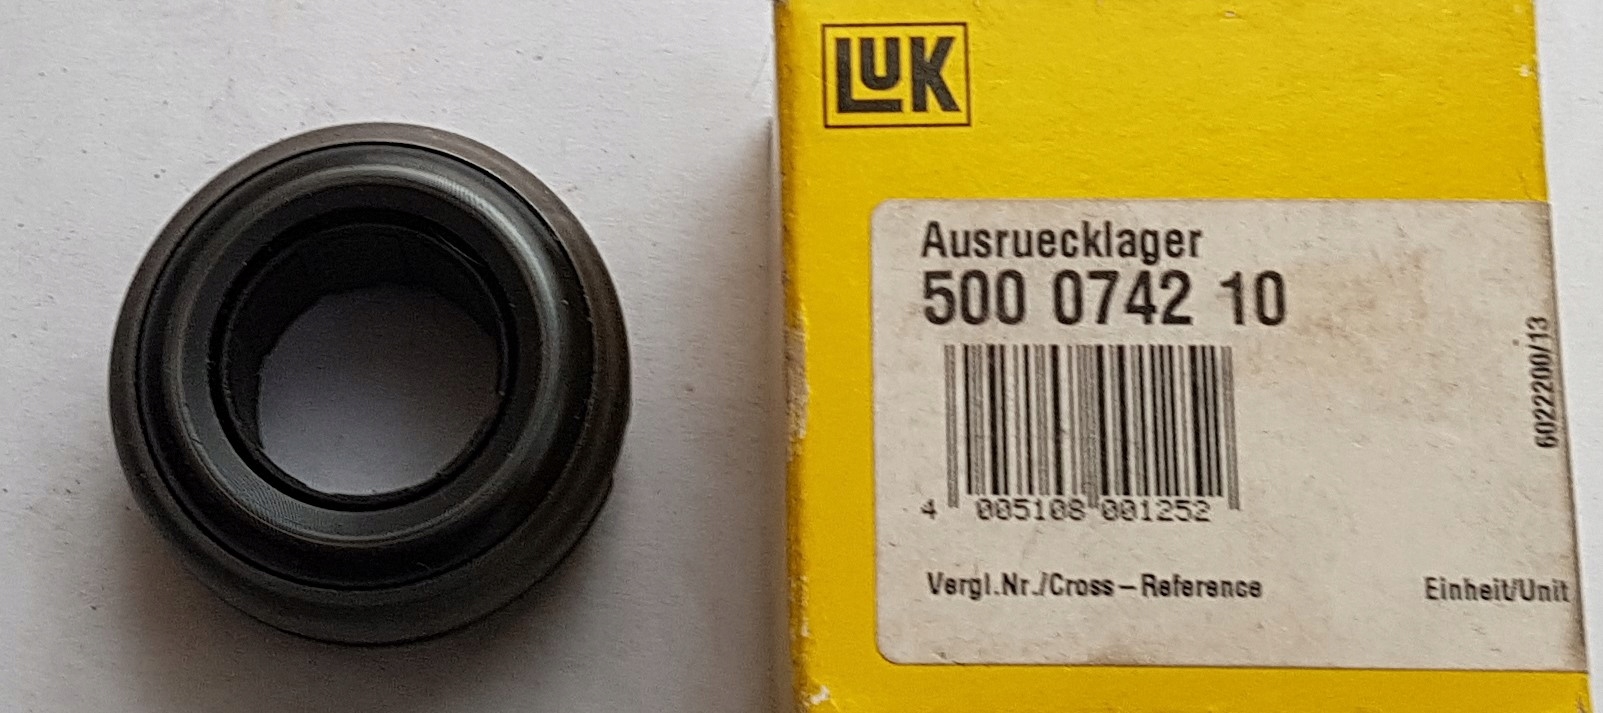 LUK
Ausruecklager
500 0742 10
4 005108 001252
Vergl.Nr./Cross-Reference
Einheit/Unit
6022200/13